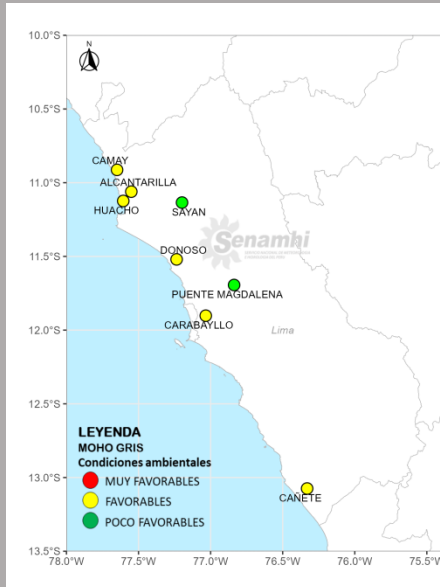 10.0°S
N
10.5°S
CAMAY
11.0°S
ALCANTARILLA
HUACHO
SAYAN
Senamhi
DONOSO
11.5°S
PUENTE MAGDALENA
CARABAYLLO
Lima
12.0°S
12.5°S
LEYENDA
MOHO GRIS
Condiciones ambientales
MUY FAVORABLES
FAVORABLES
POCO FAVORABLES
13.0°S
CAÑETE
13.5°S
78.0°W 77.5°W 77.0°W 76.5°W 76.0°W 75.5°W